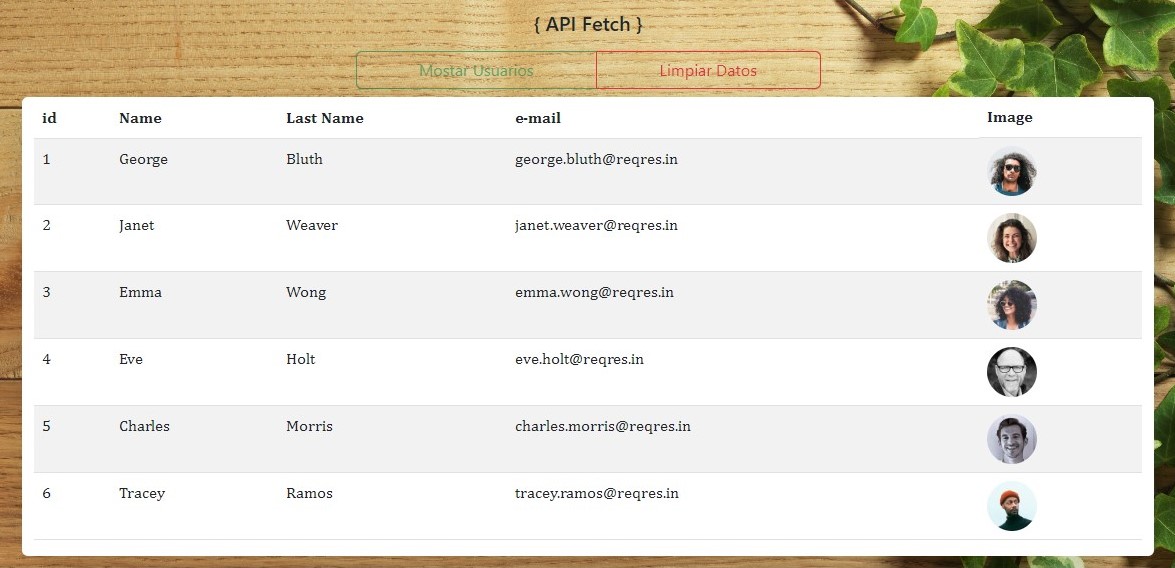 { API Fetch }
Mostar Usuarios Limpiar Datos
id Name Last Name e-mail Image
1 George Bluth george.bluth@reqres.in
2 Janet Weaver janet.weaver@reqres.in
3 Emma Wong emma.wong@reqres.in
4 Eve Holt eve.holt@reqres.in
5 Charles Morris charles.morris@reqres.in
6 Tracey Ramos tracey.ramos@reqres.in